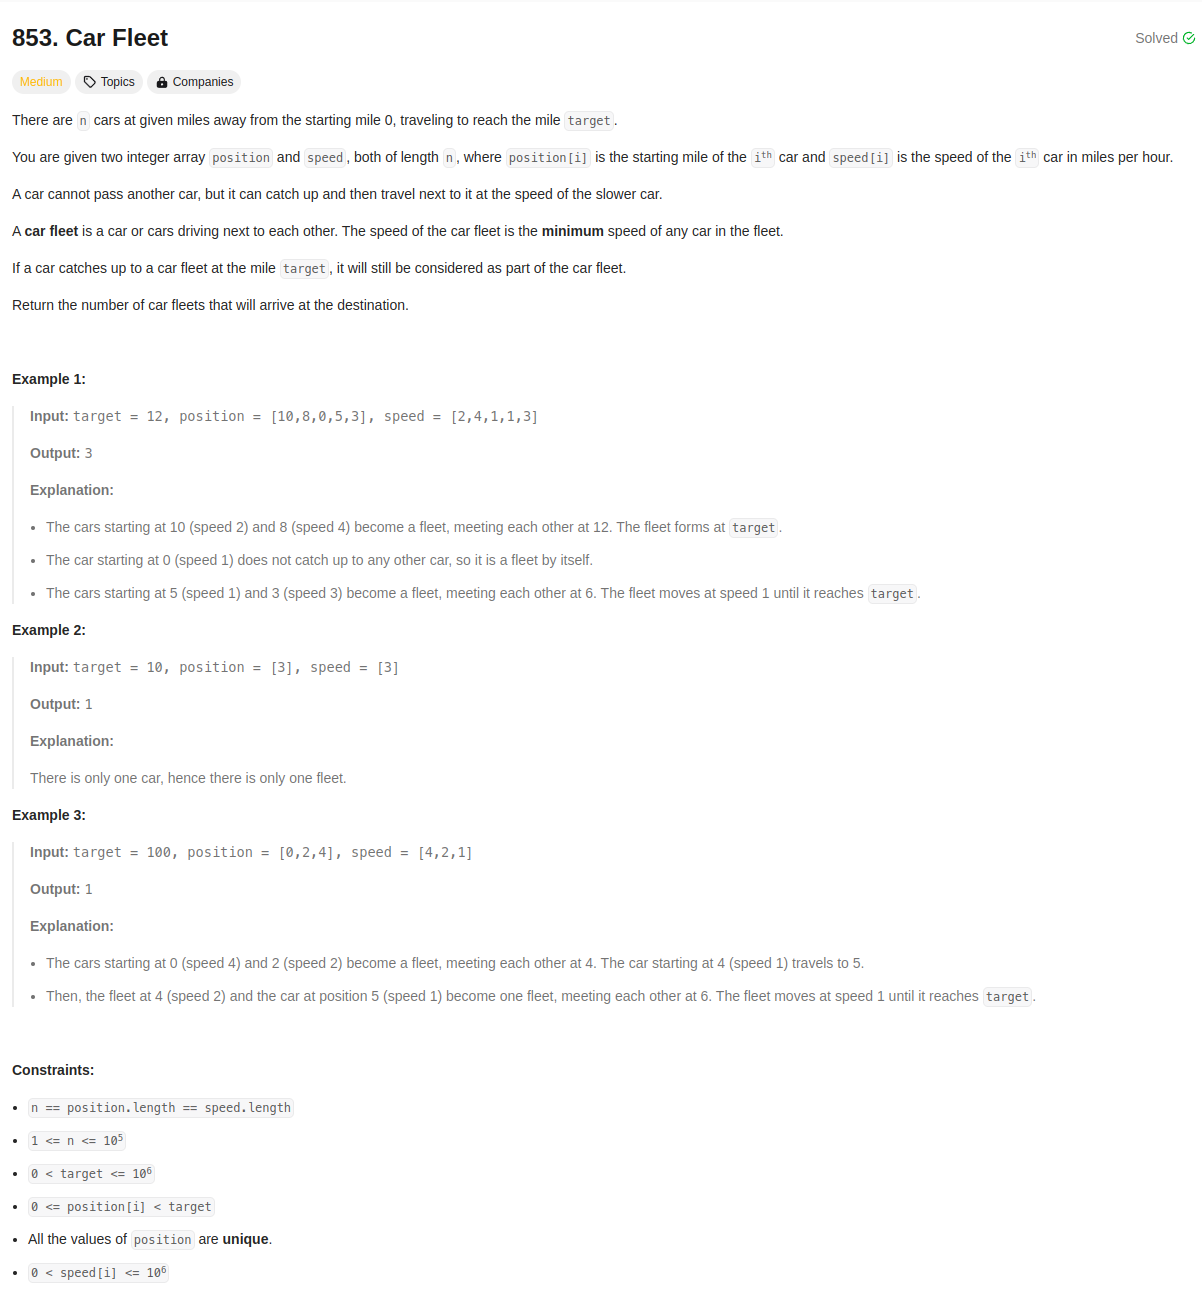 853. Car Fleet
Solved
Medium Topics Companies
There are n cars at given miles away from the starting mile 0, traveling to reach the mile target.
You are given two integer array position and speed, both of length n, where position[i] is the starting mile of the ith car and speed[i] is the speed of the ith car in miles per hour.
A car cannot pass another car, but it can catch up and then travel next to it at the speed of the slower car.
A car fleet is a car or cars driving next to each other. The speed of the car fleet is the minimum speed of any car in the fleet.
If a car catches up to a car fleet at the mile target, it will still be considered as part of the car fleet.
Return the number of car fleets that will arrive at the destination.
Example 1:
Input: target = 12, position = [10,8,0,5,3], speed = [2,4,1,1,3]
Output: 3
Explanation:
• The cars starting at 10 (speed 2) and 8 (speed 4) become a fleet, meeting each other at 12. The fleet forms at target.
• The car starting at 0 (speed 1) does not catch up to any other car, so it is a fleet by itself.
• The cars starting at 5 (speed 1) and 3 (speed 3) become a fleet, meeting each other at 6. The fleet moves at speed 1 until it reaches target.
Example 2:
Input: target = 10, position = [3], speed = [3]
Output: 1
Explanation:
There is only one car, hence there is only one fleet.
Example 3:
Input: target = 100, position = [0,2,4], speed = [4,2,1]
Output: 1
Explanation:
• The cars starting at 0 (speed 4) and 2 (speed 2) become a fleet, meeting each other at 4. The car starting at 4 (speed 1) travels to 5.
• Then, the fleet at 4 (speed 2) and the car at position 5 (speed 1) become one fleet, meeting each other at 6. The fleet moves at speed 1 until it reaches target.
Constraints:
• n == position.length == speed.length
• 1 <= n <= 10⁵
• 0 < target <= 10⁶
• 0 <= position[i] < target
• All the values of position are unique.
• 0 < speed[i] <= 10⁶